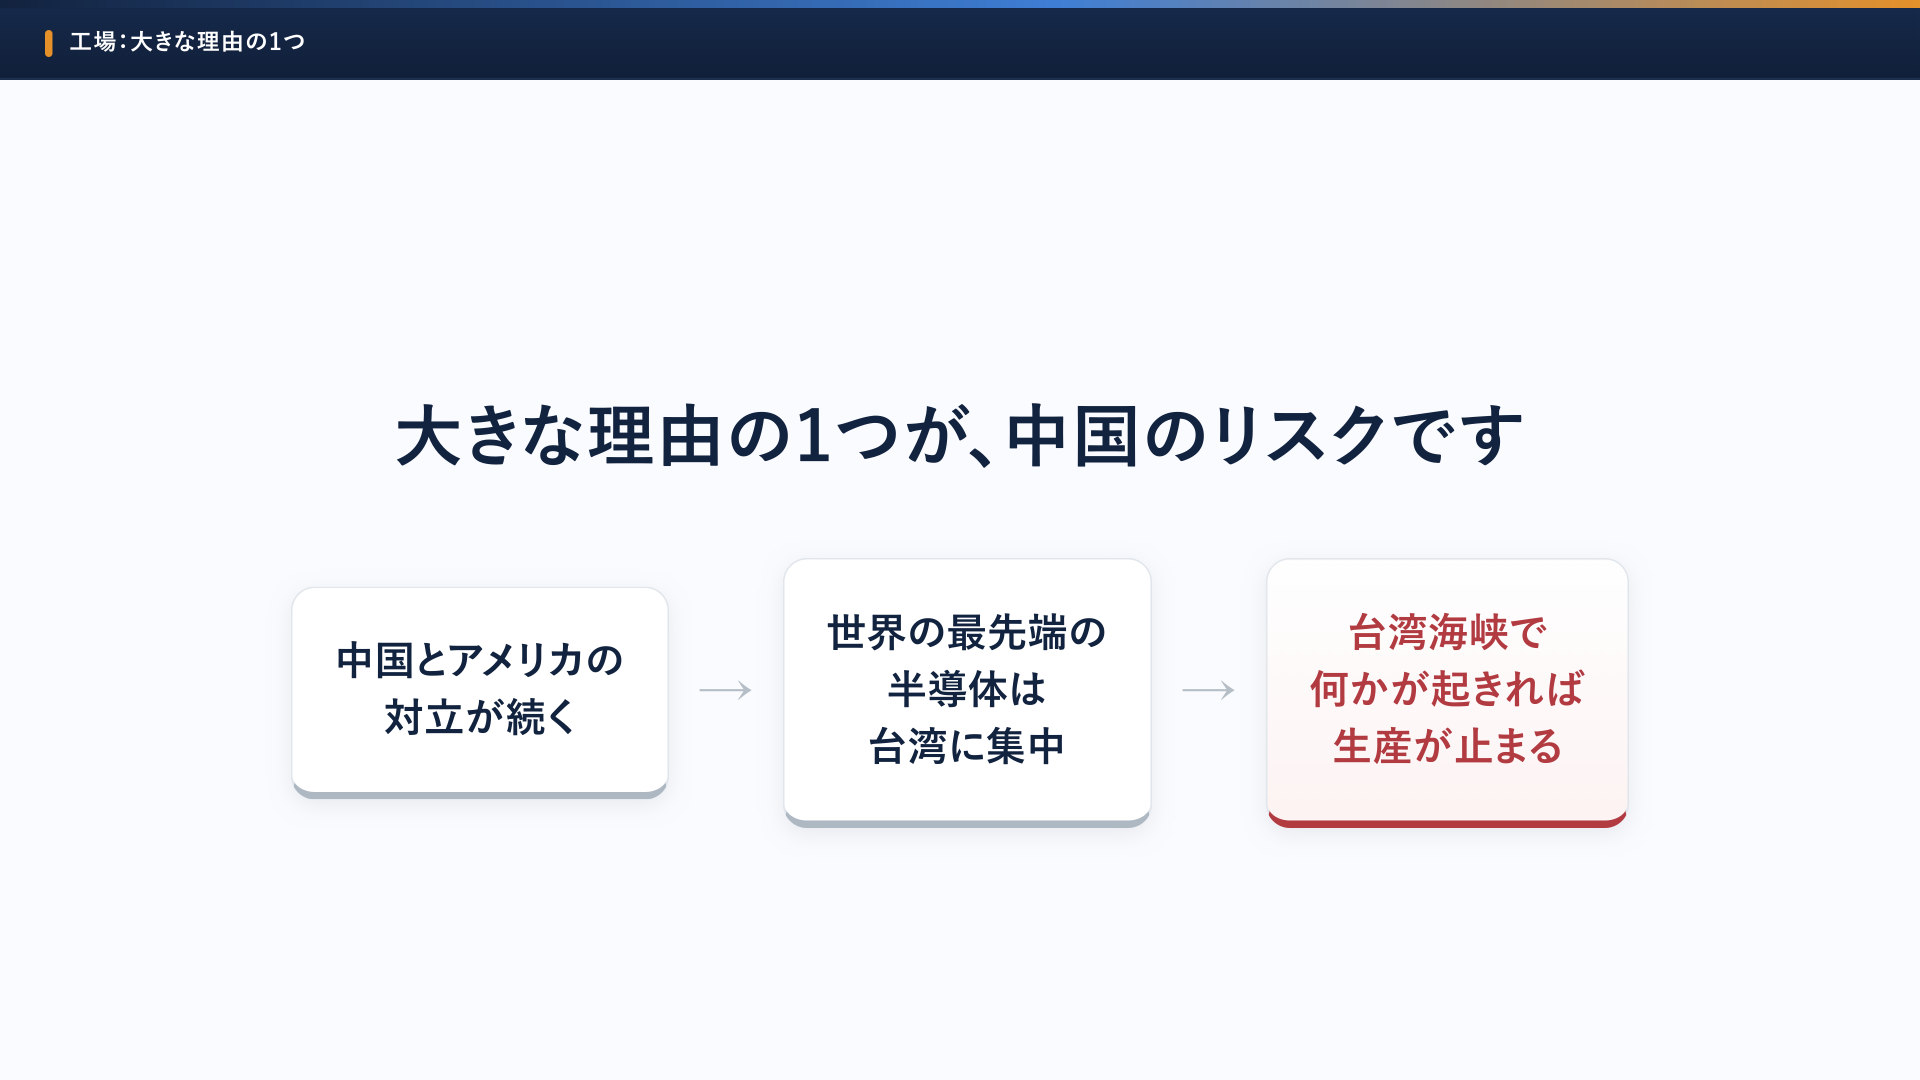 工場：大きな理由の1つ
大きな理由の1つが、中国のリスクです
中国とアメリカの
対立が続く
→
世界の最先端の
半導体は
台湾に集中
→
台湾海峡で
何かが起きれば
生産が止まる